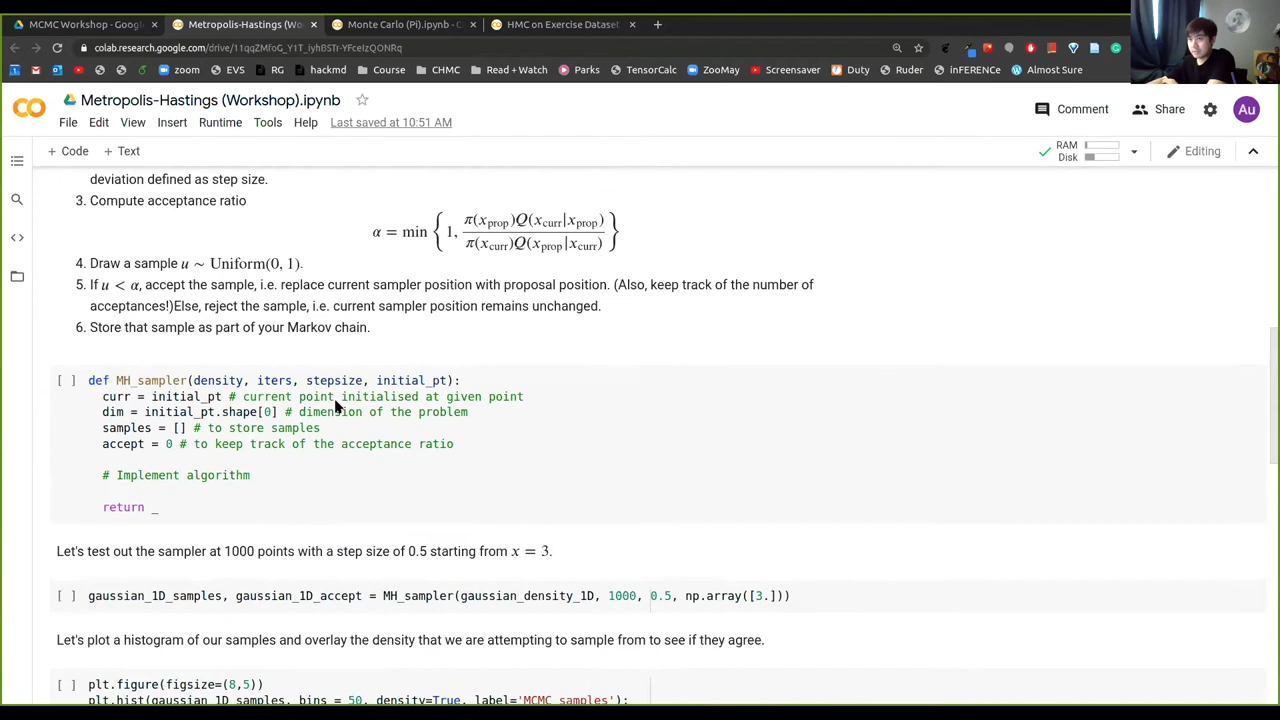 MCMC Workshop - Google
Metropolis-Hastings (Wo
Monte Carlo (Pi).ipynb - C
HMC on Exercise Dataset
colab.research.google.com/drive/
zoom
EVS
RG
hackmd
Course
CHMC
Read + Watch
Parks
TensorCalc
ZooMay
Screensaver
Duty
Ruder
inFERENCe
Almost Sure
Metropolis-Hastings (Workshop).ipynb
Comment
Share
Au
File Edit View Insert Runtime Tools Help Last saved at 10:51 AM
+ Code + Text
RAM
Disk
Editing
deviation defined as step size.
3. Compute acceptance ratio
α = min { 1, π(x_prop)Q(x_curr|x_prop) / π(x_curr)Q(x_prop|x_curr) }
4. Draw a sample u ∼ Uniform(0, 1).
5. If u < α, accept the sample, i.e. replace current sampler position with proposal position. (Also, keep track of the number of
acceptances!)Else, reject the sample, i.e. current sampler position remains unchanged.
6. Store that sample as part of your Markov chain.
[ ] def MH_sampler(density, iters, stepsize, initial_pt):
curr = initial_pt # current point initialised at given point
dim = initial_pt.shape[0] # dimension of the problem
samples = [] # to store samples
accept = 0 # to keep track of the acceptance ratio
# Implement algorithm
return _
Let's test out the sampler at 1000 points with a step size of 0.5 starting from x = 3.
[ ] gaussian_1D_samples, gaussian_1D_accept = MH_sampler(gaussian_density_1D, 1000, 0.5, np.array([3.]))
Let's plot a histogram of our samples and overlay the density that we are attempting to sample from to see if they agree.
[ ] plt.figure(figsize=(8,5))
plt.hist(gaussian_1D_samples, bins = 50, density=True, label='MCMC samples');